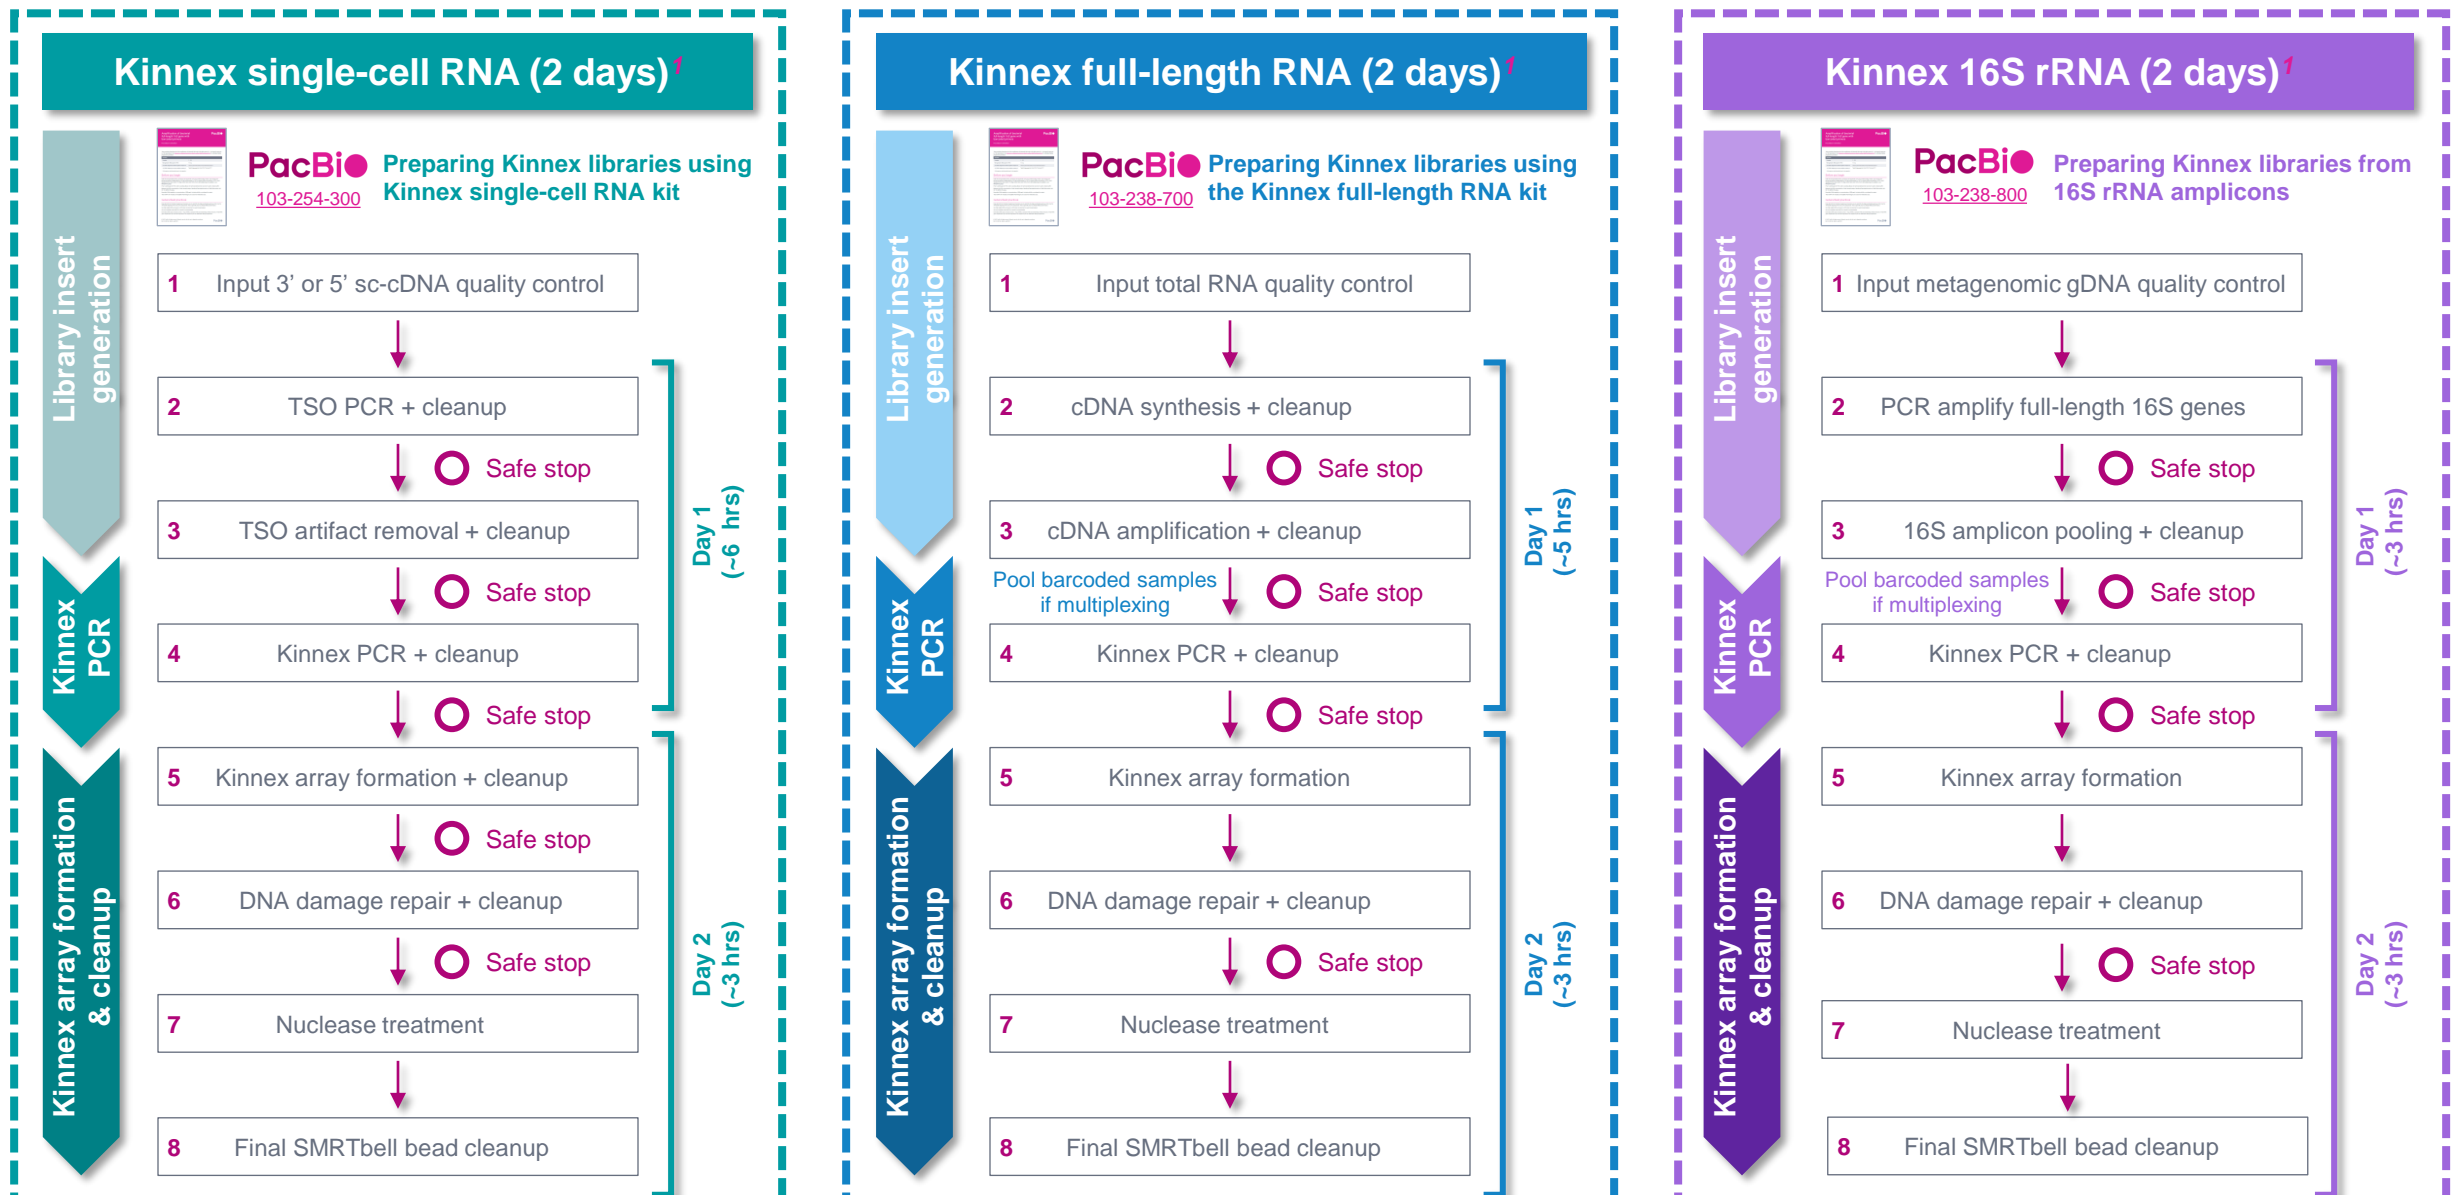 Kinnex single-cell RNA (2 days)1
Library insert
generation
PacBio
103-254-300
Preparing Kinnex libraries using
Kinnex single-cell RNA kit
1 Input 3’ or 5’ sc-cDNA quality control
2 TSO PCR + cleanup
Safe stop
3 TSO artifact removal + cleanup
Safe stop
Kinnex
PCR
4 Kinnex PCR + cleanup
Day 1
(~6 hrs)
Safe stop
Kinnex array formation
& cleanup
5 Kinnex array formation + cleanup
Safe stop
6 DNA damage repair + cleanup
Safe stop
7 Nuclease treatment
8 Final SMRTbell bead cleanup
Day 2
(~3 hrs)
Kinnex full-length RNA (2 days)1
Library insert
generation
PacBio
103-238-700
Preparing Kinnex libraries using
the Kinnex full-length RNA kit
1 Input total RNA quality control
2 cDNA synthesis + cleanup
Safe stop
3 cDNA amplification + cleanup
Pool barcoded samples
if multiplexing
Safe stop
Kinnex
PCR
4 Kinnex PCR + cleanup
Day 1
(~5 hrs)
Safe stop
Kinnex array formation
& cleanup
5 Kinnex array formation
6 DNA damage repair + cleanup
Safe stop
7 Nuclease treatment
8 Final SMRTbell bead cleanup
Day 2
(~3 hrs)
Kinnex 16S rRNA (2 days)1
Library insert
generation
PacBio
103-238-800
Preparing Kinnex libraries from
16S rRNA amplicons
1 Input metagenomic gDNA quality control
2 PCR amplify full-length 16S genes
Safe stop
3 16S amplicon pooling + cleanup
Pool barcoded samples
if multiplexing
Safe stop
Kinnex
PCR
4 Kinnex PCR + cleanup
Day 1
(~3 hrs)
Safe stop
Kinnex array formation
& cleanup
5 Kinnex array formation
6 DNA damage repair + cleanup
Safe stop
7 Nuclease treatment
8 Final SMRTbell bead cleanup
Day 2
(~3 hrs)